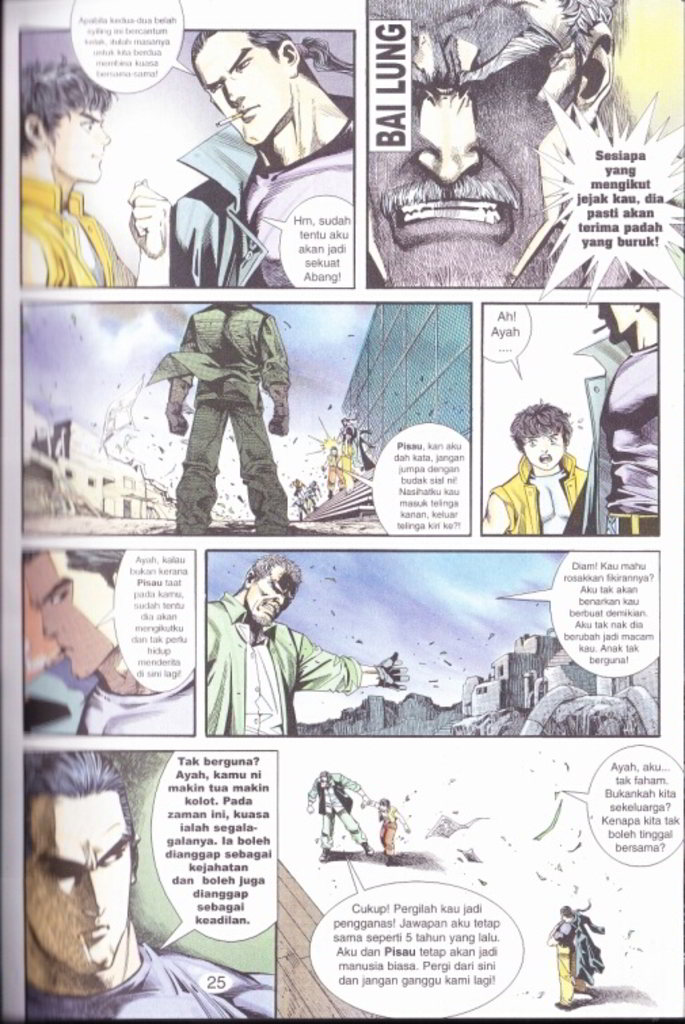 Apabila kedua-dua belah
syiling ini bercantum
kelak, itulah masanya
untuk kita berdua
membina kuasa
bersama-sama!
Hm, sudah
tentu aku
akan jadi
sekuat
Abang!
BAI LUNG
Sesiapa
yang
mengikut
jejak kau, dia
pasti akan
terima padah
yang buruk!
Pisau, kan aku
dah kata, jangan
jumpa dengan
budak sial ni!
Nasihatku kau
masuk telinga
kanan, keluar
telinga kiri ke?!
Ah!
Ayah
....
Ayah, kalau
bukan kerana
Pisau taat
pada kamu,
sudah tentu
dia akan
mengikutku
dan tak perlu
hidup
menderita
di sini lagi!
Diam! Kau mahu
rosakkan fikirannya?
Aku tak akan
benarkan kau
berbuat demikian.
Aku tak nak dia
berubah jadi macam
kau. Anak tak
berguna!
Tak berguna?
Ayah, kamu ni
makin tua makin
kolot. Pada
zaman ini, kuasa
ialah segala-
galanya. Ia boleh
dianggap sebagai
kejahatan
dan boleh juga
dianggap
sebagai
keadilan.
Ayah, aku...
tak faham.
Bukankah kita
sekeluarga?
Kenapa kita tak
boleh tinggal
bersama?
Cukup! Pergilah kau jadi
pengganas! Jawapan aku tetap
sama seperti 5 tahun yang lalu.
Aku dan Pisau tetap akan jadi
manusia biasa. Pergi dari sini
dan jangan ganggu kami lagi!
25